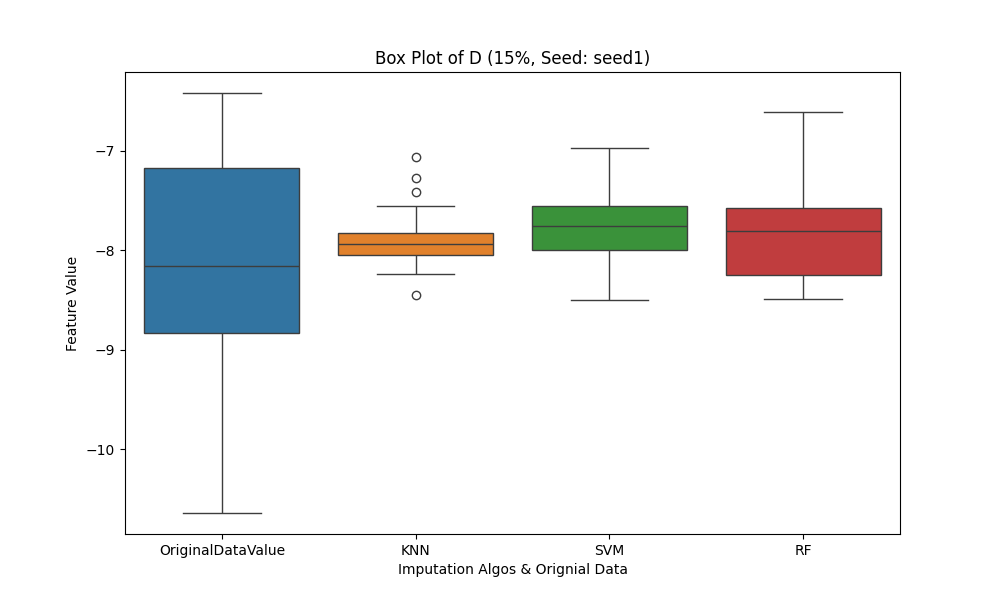 Box Plot of D (15%, Seed: seed1)
Feature Value
−7
−8
−9
−10
OriginalDataValue
KNN
SVM
RF
Imputation Algos & Orignial Data